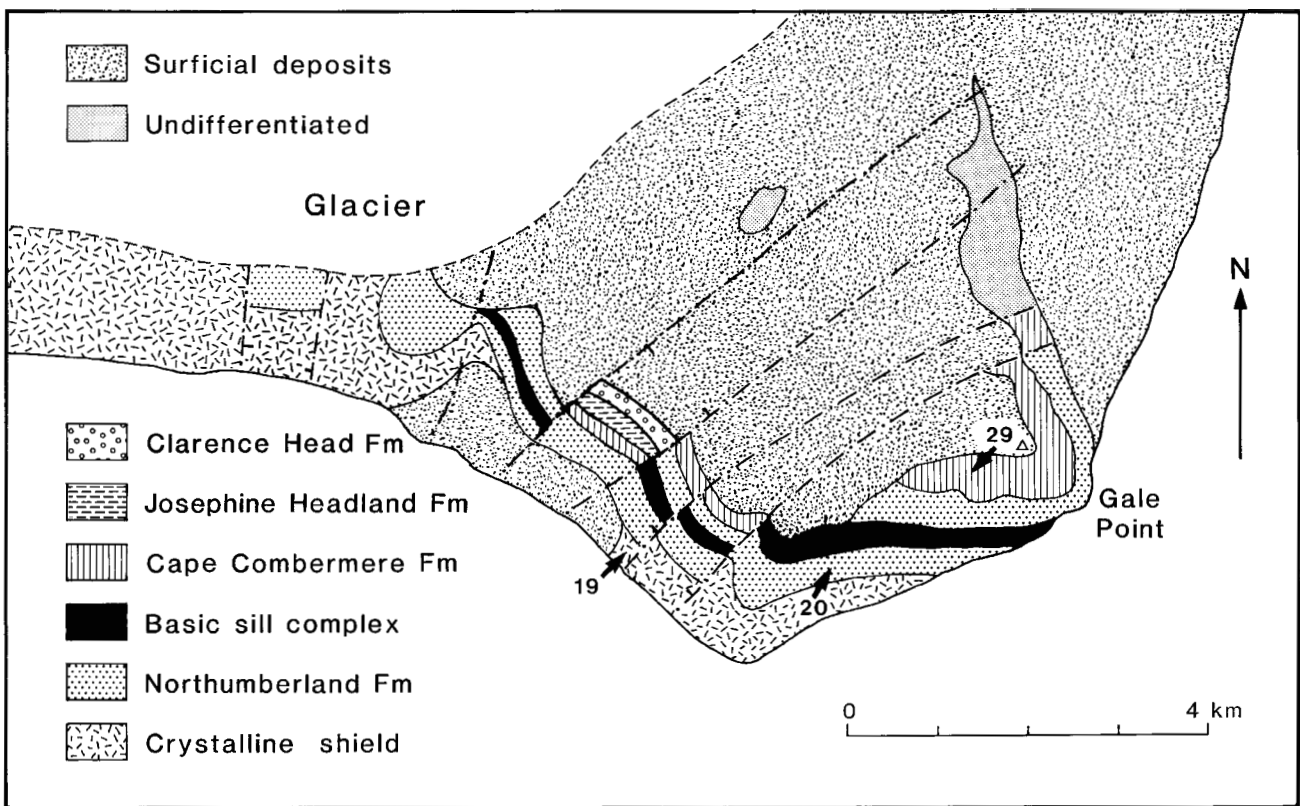 Surficial deposits
Undifferentiated
Glacier
N
Clarence Head Fm
Josephine Headland Fm
Cape Combermere Fm
Basic sill complex
Northumberland Fm
Crystalline shield
29
Gale
Point
19
20
0 4 km